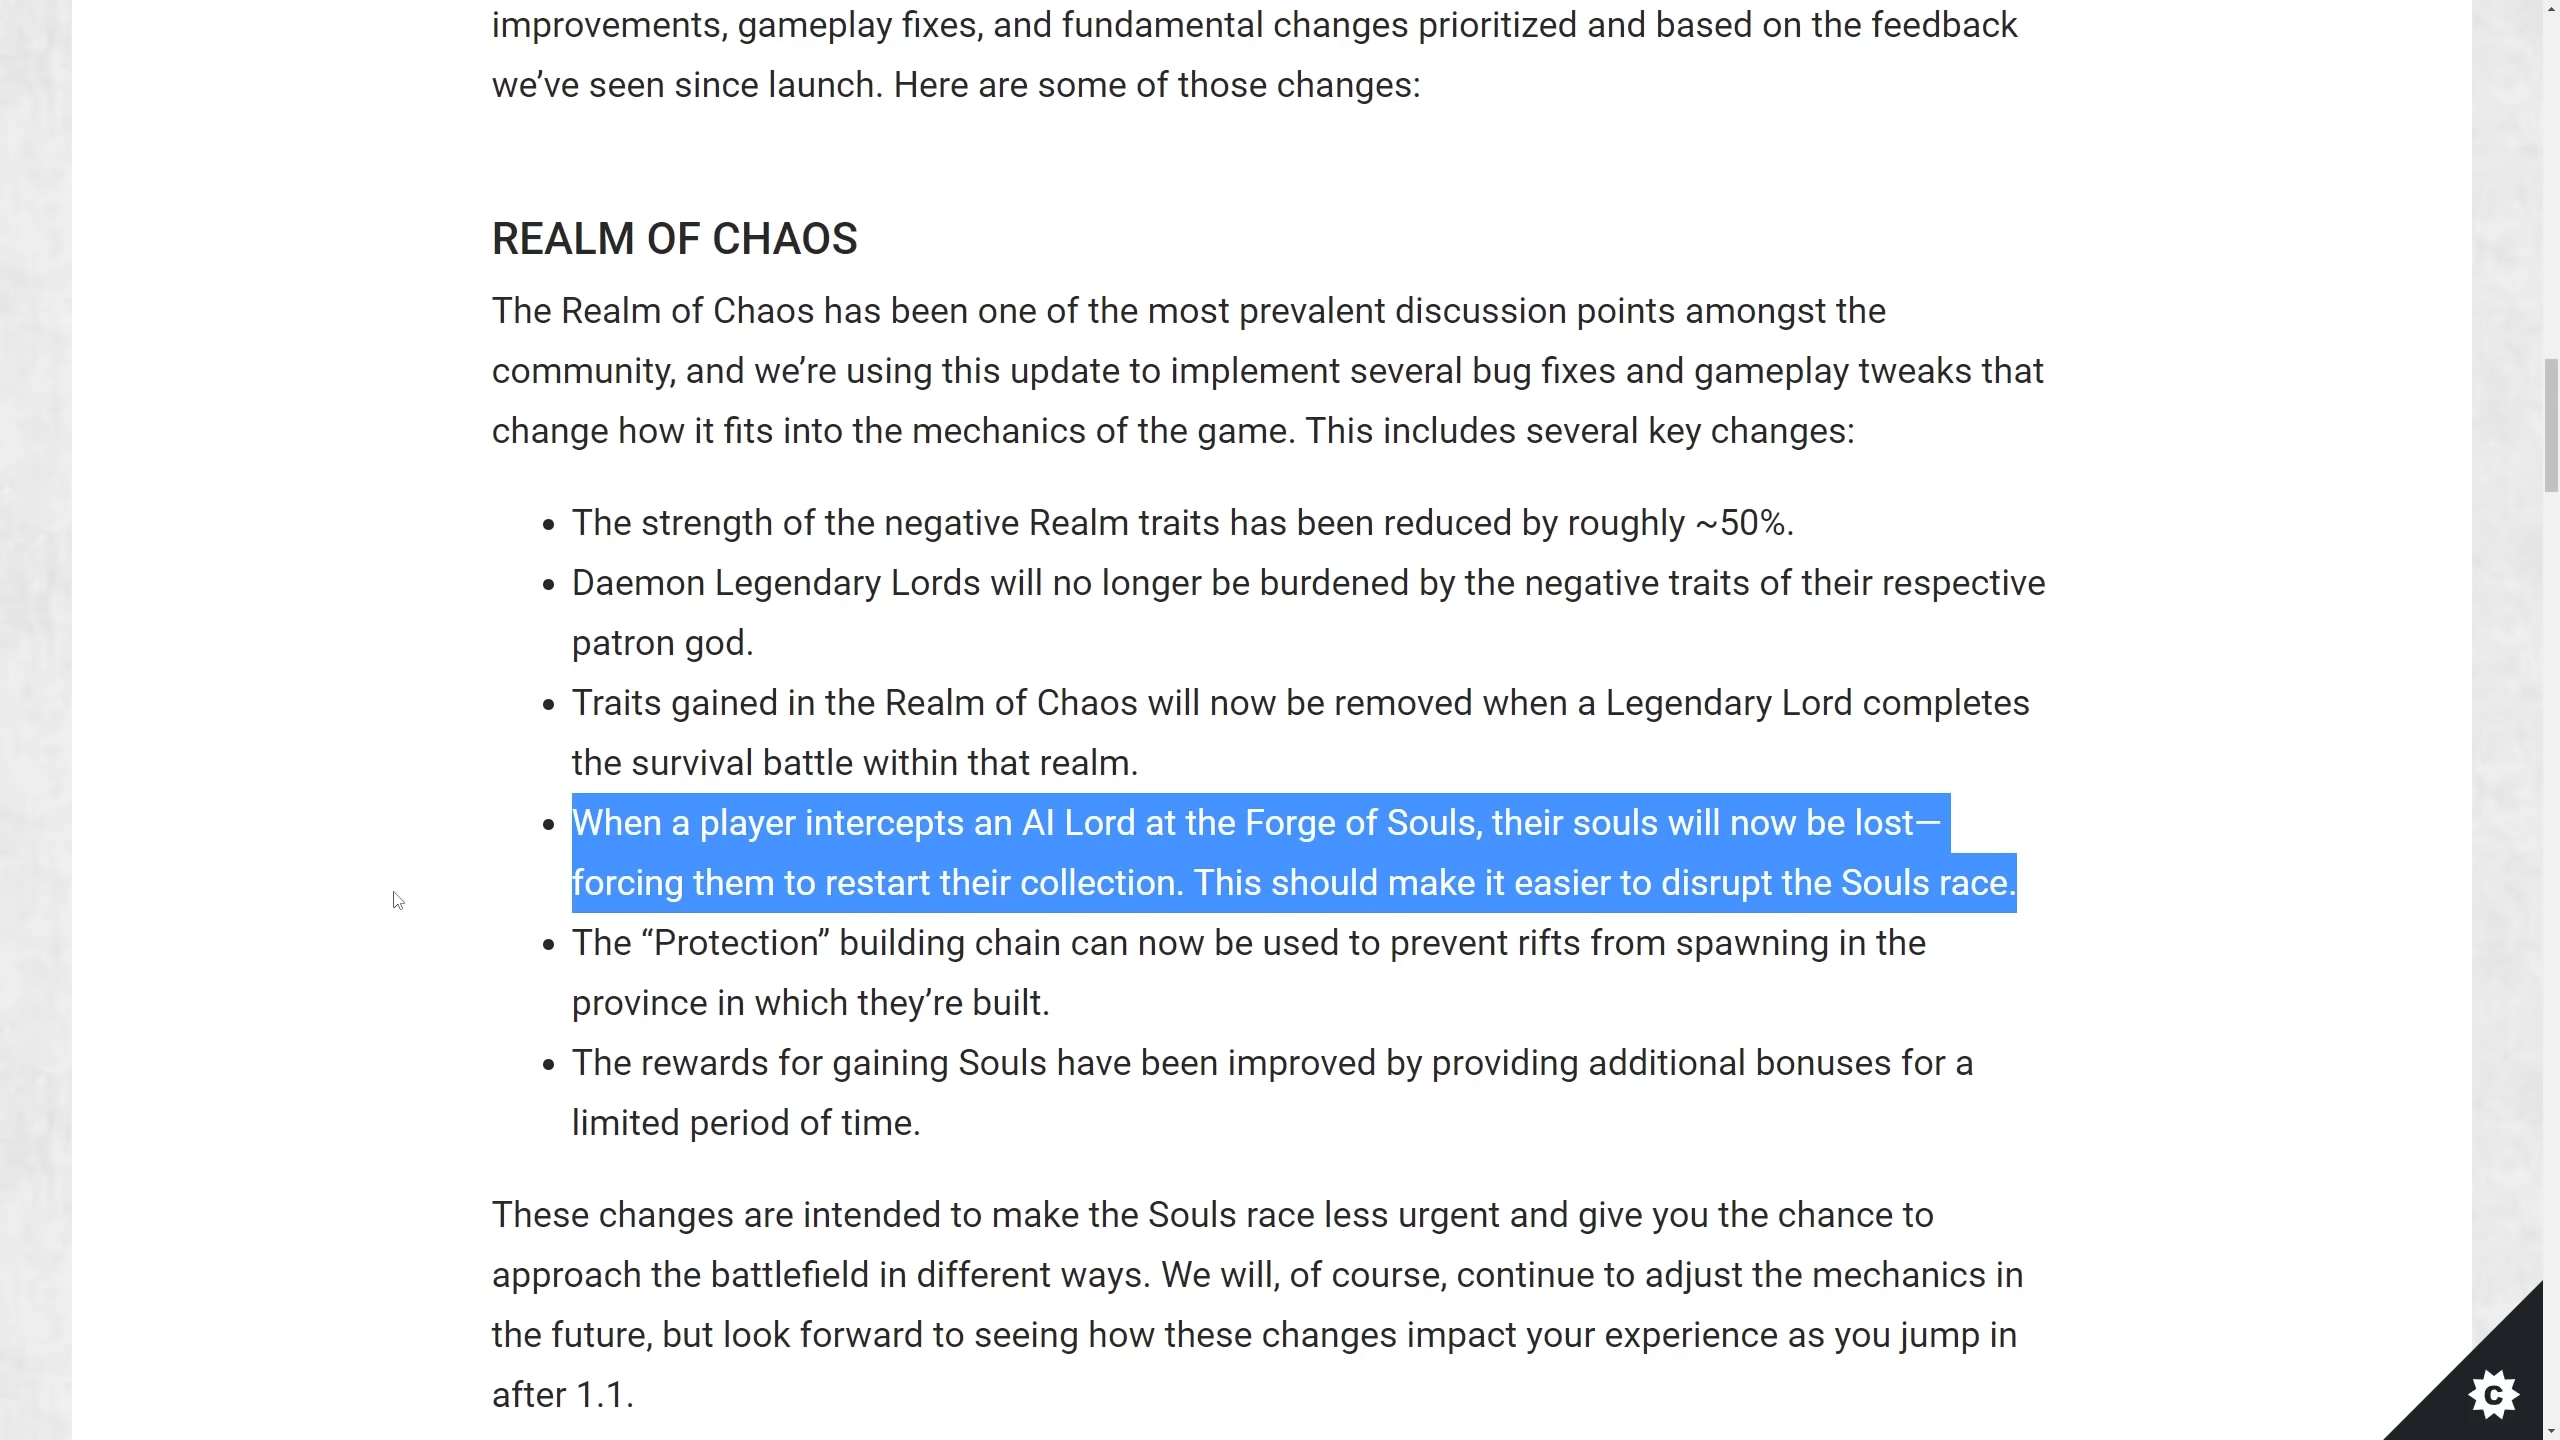 improvements, gameplay fixes, and fundamental changes prioritized and based on the feedback
we’ve seen since launch. Here are some of those changes:
REALM OF CHAOS
The Realm of Chaos has been one of the most prevalent discussion points amongst the
community, and we’re using this update to implement several bug fixes and gameplay tweaks that
change how it fits into the mechanics of the game. This includes several key changes:
• The strength of the negative Realm traits has been reduced by roughly ~50%.
• Daemon Legendary Lords will no longer be burdened by the negative traits of their respective
patron god.
• Traits gained in the Realm of Chaos will now be removed when a Legendary Lord completes
the survival battle within that realm.
• When a player intercepts an AI Lord at the Forge of Souls, their souls will now be lost—
forcing them to restart their collection. This should make it easier to disrupt the Souls race.
• The “Protection” building chain can now be used to prevent rifts from spawning in the
province in which they’re built.
• The rewards for gaining Souls have been improved by providing additional bonuses for a
limited period of time.
These changes are intended to make the Souls race less urgent and give you the chance to
approach the battlefield in different ways. We will, of course, continue to adjust the mechanics in
the future, but look forward to seeing how these changes impact your experience as you jump in
after 1.1.
C